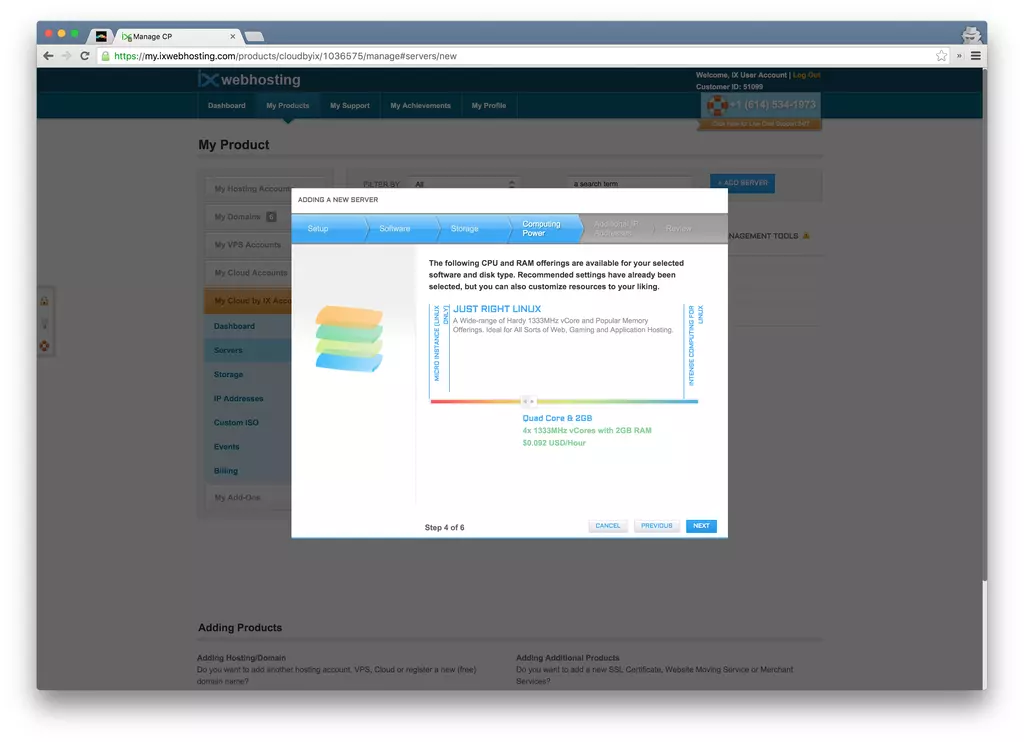 Manage CP
https://my.ixwebhosting.com/products/cloudbyix/1036575/manage#servers/new
ix webhosting
Welcome, IX User Account | Log Out
Customer ID: 51099
Dashboard
My Products
My Support
My Achievements
My Profile
+1 (614) 534-1973
My Product
My Hosting Accoun
FILTER BY
All
a search term
+ ADD SERVER
My Domains 6
My VPS Accounts
My Cloud Accounts
My Cloud by IX Acco
NAGEMENT TOOLS
Dashboard
Servers
Storage
IP Addresses
Custom ISO
Events
Billing
My Add-Ons
ADDING A NEW SERVER
Setup
Software
Storage
Computing
Power
Additional IP
Addresses
Review
The following CPU and RAM offerings are available for your selected
software and disk type. Recommended settings have already been
selected, but you can also customize resources to your liking.
MICRO INSTANCE (LINUX
ONLY)
JUST RIGHT LINUX
A Wide-range of Hardy 1333MHz vCore and Popular Memory
Offerings. Ideal for All Sorts of Web, Gaming and Application Hosting.
INTENSE COMPUTING FOR
LINUX
Quad Core & 2GB
4x 1333MHz vCores with 2GB RAM
$0.092 USD/Hour
Step 4 of 6
CANCEL
PREVIOUS
NEXT
Adding Products
Adding Hosting/Domain
Do you want to add another hosting account, VPS, Cloud or register a new (free)
domain name?
Adding Additional Products
Do you want to add a new SSL Certificate, Website Moving Service or Merchant
Services?